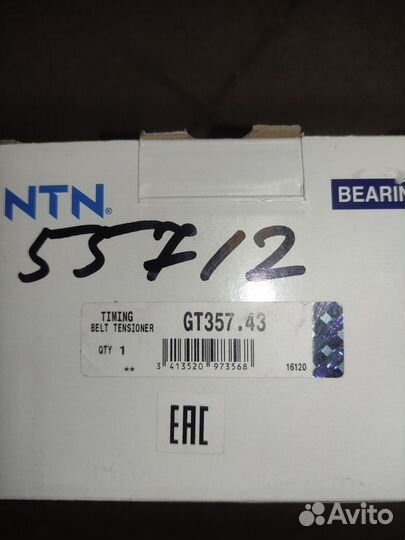 NTN®
BEARIN
55712
TIMING
BELT TENSIONER
GT357.43
QTY 1
**
3 413520 973568
16120
EAC
Avito